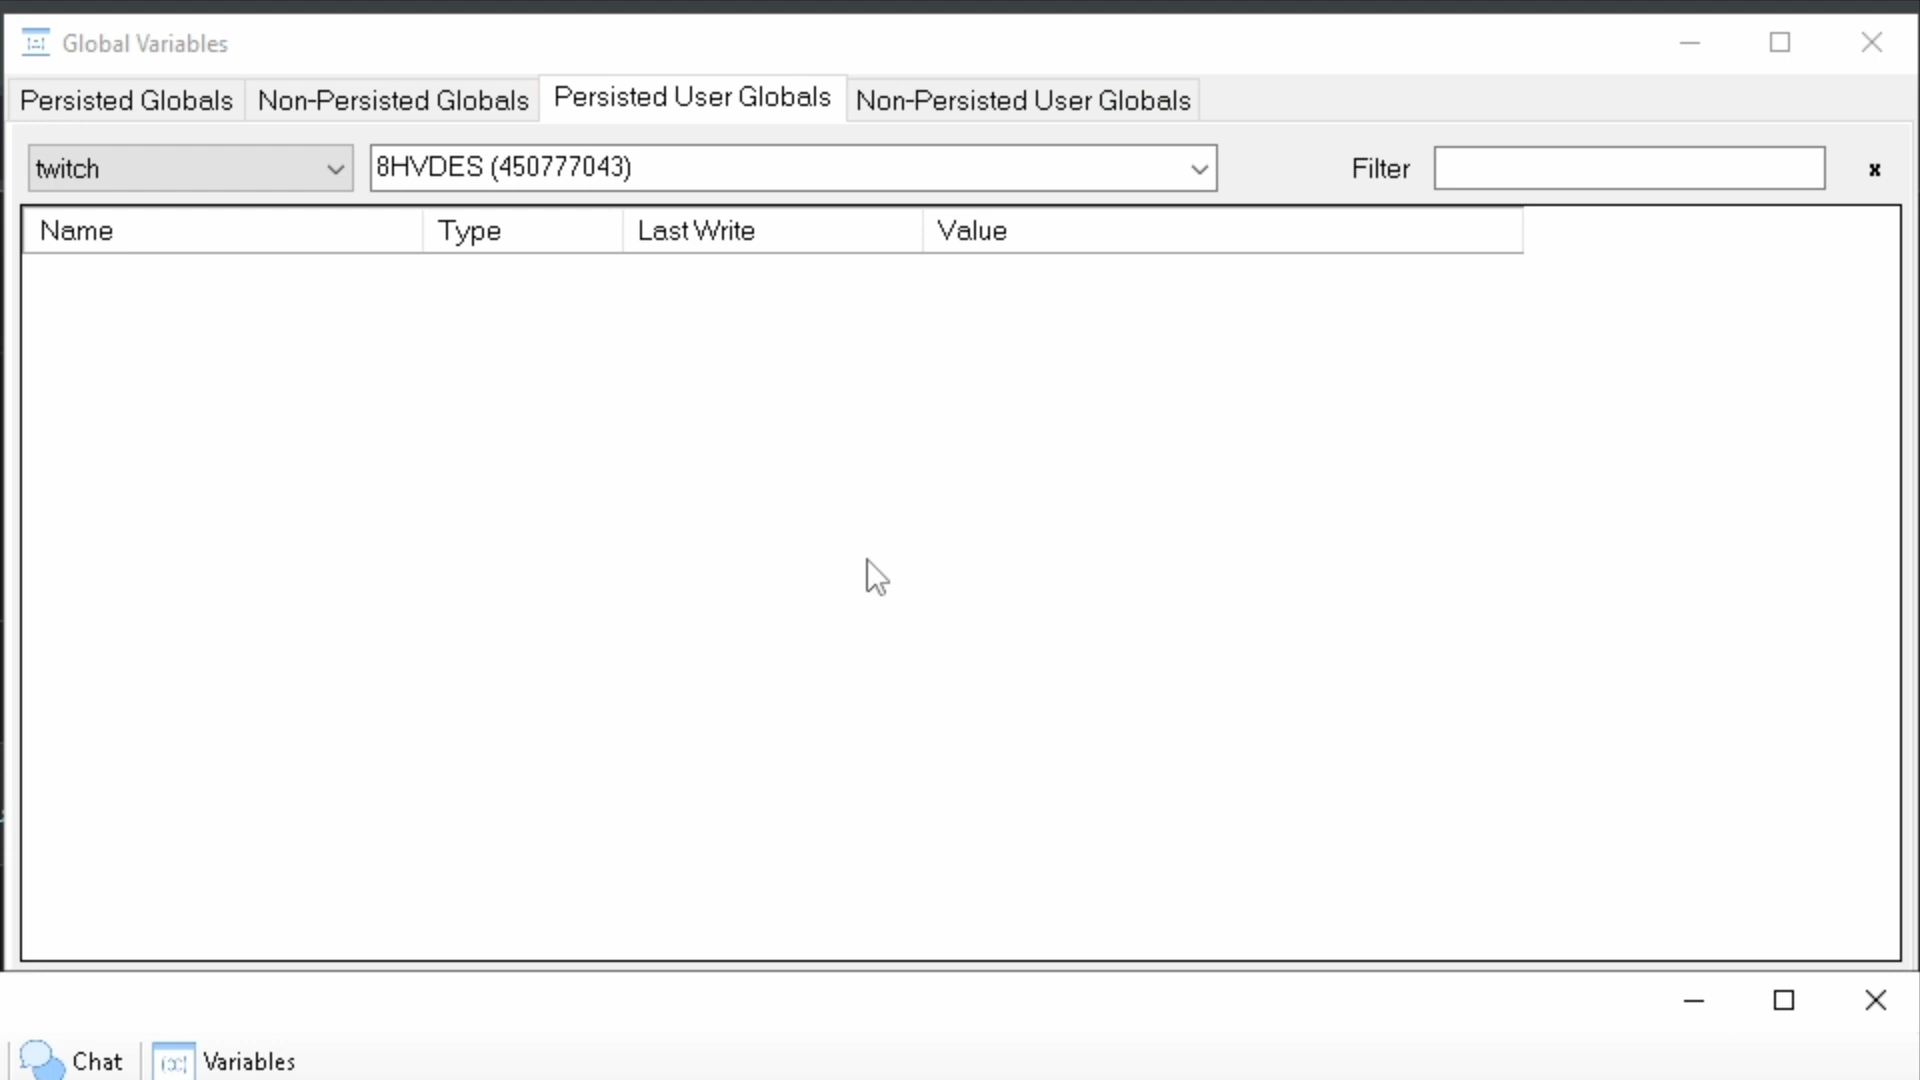 Global Variables
Persisted Globals Non-Persisted Globals Persisted User Globals Non-Persisted User Globals
twitch 8HVDES (450777043) Filter x
Name Type Last Write Value
Chat Variables